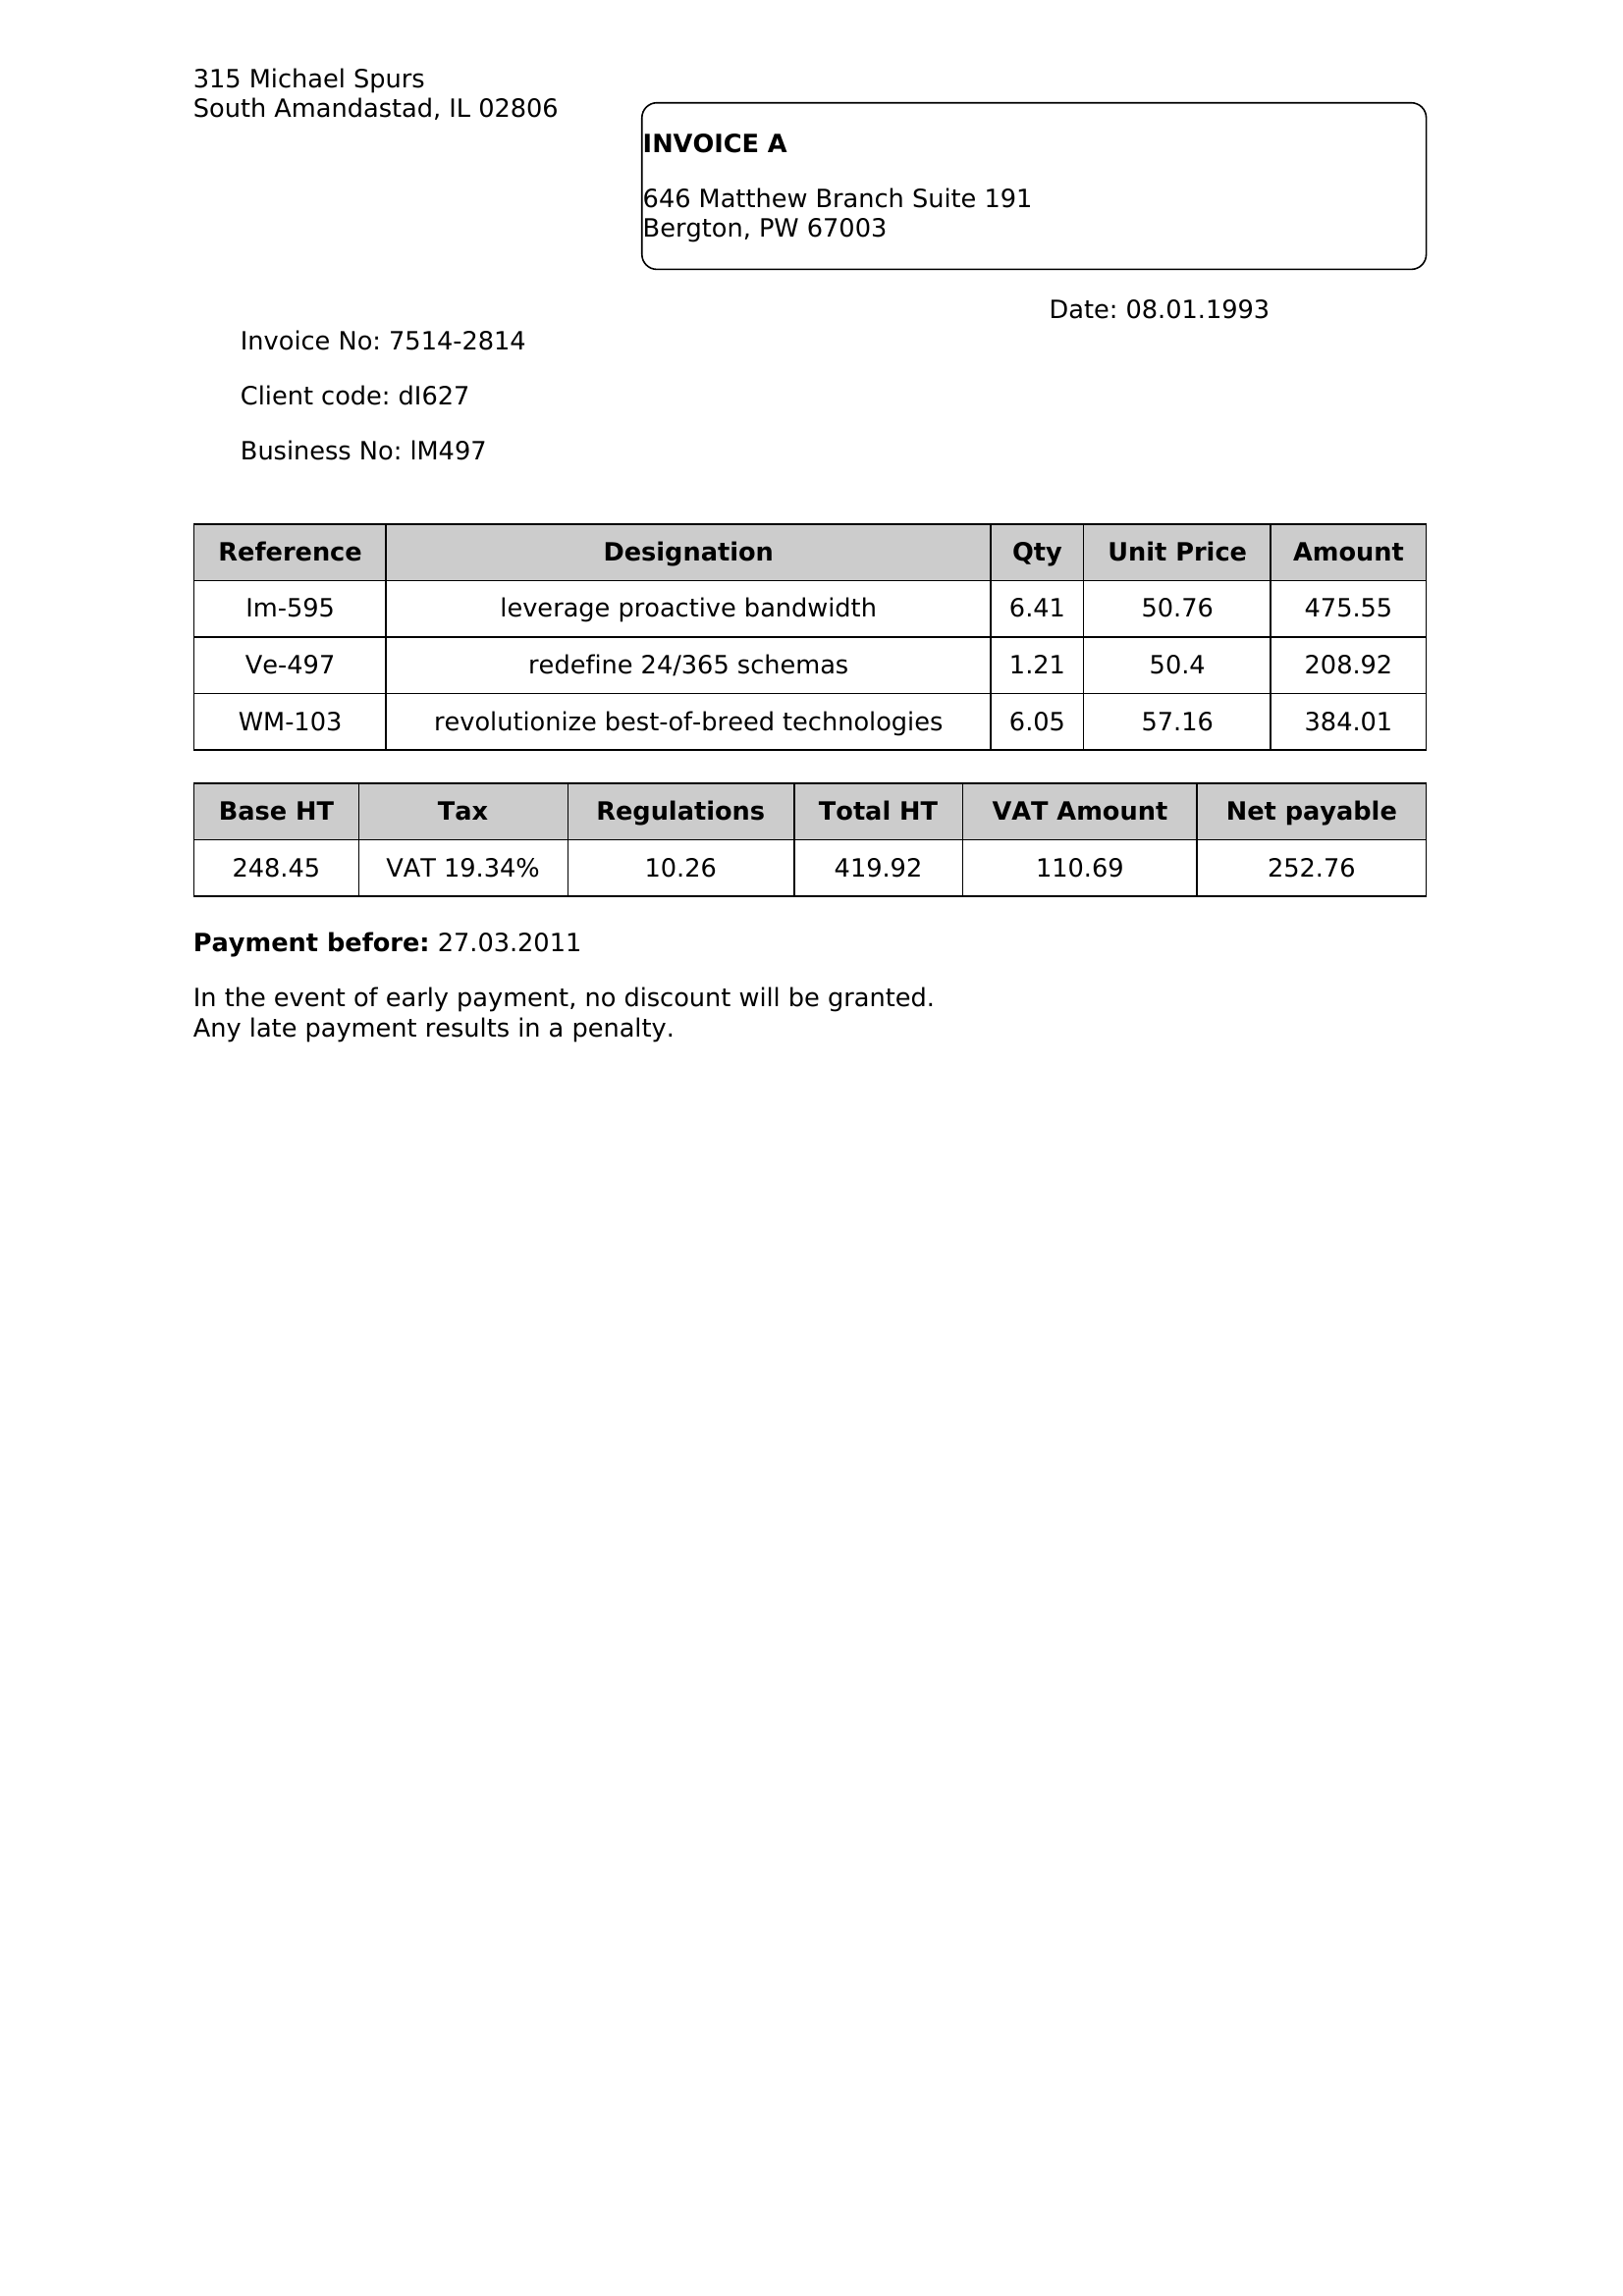 315 Michael Spurs
South Amandastad, IL 02806
INVOICE A
646 Matthew Branch Suite 191
Bergton, PW 67003
Date: 08.01.1993
Invoice No: 7514-2814
Client code: dI627
Business No: lM497
Reference Designation Qty Unit Price Amount
Im-595 leverage proactive bandwidth 6.41 50.76 475.55
Ve-497 redefine 24/365 schemas 1.21 50.4 208.92
WM-103 revolutionize best-of-breed technologies 6.05 57.16 384.01
Base HT Tax Regulations Total HT VAT Amount Net payable
248.45 VAT 19.34% 10.26 419.92 110.69 252.76
Payment before: 27.03.2011
In the event of early payment, no discount will be granted.
Any late payment results in a penalty.